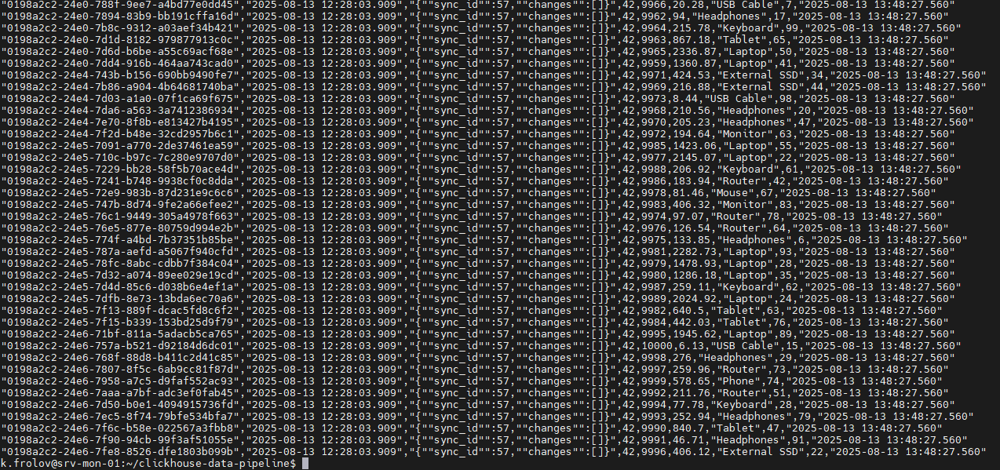 "0198a2c2-24e0-788f-9ee7-a4bd77e0dd45","2025-08-13 12:28:03.909","{""sync_id"":57,""changes"":[]}",42,9966,20.28,"USB Cable",7,"2025-08-13 13:48:27.560"
"0198a2c2-24e0-7894-83b9-bb191cffa16d","2025-08-13 12:28:03.909","{""sync_id"":57,""changes"":[]}",42,9962,94,"Headphones",17,"2025-08-13 13:48:27.560"
"0198a2c2-24e0-7b8c-9312-a03aef34b421","2025-08-13 12:28:03.909","{""sync_id"":57,""changes"":[]}",42,9964,215.78,"Keyboard",99,"2025-08-13 13:48:27.560"
"0198a2c2-24e0-7d1d-8182-979877913c0c","2025-08-13 12:28:03.909","{""sync_id"":57,""changes"":[]}",42,9963,867.18,"Tablet",65,"2025-08-13 13:48:27.560"
"0198a2c2-24e0-7d6d-b6be-a55c69acf68e","2025-08-13 12:28:03.909","{""sync_id"":57,""changes"":[]}",42,9965,2336.87,"Laptop",50,"2025-08-13 13:48:27.560"
"0198a2c2-24e0-7dd4-916b-464aa743cad0","2025-08-13 12:28:03.909","{""sync_id"":57,""changes"":[]}",42,9959,1360.87,"Laptop",41,"2025-08-13 13:48:27.560"
"0198a2c2-24e4-743b-b156-690bb9490fe7","2025-08-13 12:28:03.909","{""sync_id"":57,""changes"":[]}",42,9971,424.53,"External SSD",34,"2025-08-13 13:48:27.560"
"0198a2c2-24e4-7b86-a904-4b64681740ba","2025-08-13 12:28:03.909","{""sync_id"":57,""changes"":[]}",42,9969,216.88,"External SSD",44,"2025-08-13 13:48:27.560"
"0198a2c2-24e4-7d03-a1a0-07f1ca69f675","2025-08-13 12:28:03.909","{""sync_id"":57,""changes"":[]}",42,9973,8.44,"USB Cable",98,"2025-08-13 13:48:27.560"
"0198a2c2-24e4-7da6-a563-3a7412386934","2025-08-13 12:28:03.909","{""sync_id"":57,""changes"":[]}",42,9968,210.56,"Headphones",20,"2025-08-13 13:48:27.560"
"0198a2c2-24e4-7e70-8f8b-e813427b4195","2025-08-13 12:28:03.909","{""sync_id"":57,""changes"":[]}",42,9970,205.23,"Headphones",47,"2025-08-13 13:48:27.560"
"0198a2c2-24e4-7f2d-b48e-32cd2957b6c1","2025-08-13 12:28:03.909","{""sync_id"":57,""changes"":[]}",42,9972,194.64,"Monitor",63,"2025-08-13 13:48:27.560"
"0198a2c2-24e5-7091-a770-2de37461ea59","2025-08-13 12:28:03.909","{""sync_id"":57,""changes"":[]}",42,9985,1423.06,"Laptop",55,"2025-08-13 13:48:27.560"
"0198a2c2-24e5-710c-b97c-7c280e9707d0","2025-08-13 12:28:03.909","{""sync_id"":57,""changes"":[]}",42,9977,2145.07,"Laptop",22,"2025-08-13 13:48:27.560"
"0198a2c2-24e5-7229-bb28-58f5b70ace4d","2025-08-13 12:28:03.909","{""sync_id"":57,""changes"":[]}",42,9988,206.92,"Keyboard",61,"2025-08-13 13:48:27.560"
"0198a2c2-24e5-7241-b748-9938cf0c8dda","2025-08-13 12:28:03.909","{""sync_id"":57,""changes"":[]}",42,9986,183.94,"Router",42,"2025-08-13 13:48:27.560"
"0198a2c2-24e5-72e9-983b-87d231e9c6c6","2025-08-13 12:28:03.909","{""sync_id"":57,""changes"":[]}",42,9978,81.46,"Mouse",67,"2025-08-13 13:48:27.560"
"0198a2c2-24e5-747b-8d74-9fe2a66efee2","2025-08-13 12:28:03.909","{""sync_id"":57,""changes"":[]}",42,9983,406.32,"Monitor",83,"2025-08-13 13:48:27.560"
"0198a2c2-24e5-76c1-9449-305a4978f663","2025-08-13 12:28:03.909","{""sync_id"":57,""changes"":[]}",42,9974,97.07,"Router",78,"2025-08-13 13:48:27.560"
"0198a2c2-24e5-76e5-877e-80759d994e2b","2025-08-13 12:28:03.909","{""sync_id"":57,""changes"":[]}",42,9976,126.54,"Router",64,"2025-08-13 13:48:27.560"
"0198a2c2-24e5-774f-a4bd-7b37351b85be","2025-08-13 12:28:03.909","{""sync_id"":57,""changes"":[]}",42,9975,133.85,"Headphones",6,"2025-08-13 13:48:27.560"
"0198a2c2-24e5-787a-aefd-a5067f940cfd","2025-08-13 12:28:03.909","{""sync_id"":57,""changes"":[]}",42,9981,2282.73,"Laptop",93,"2025-08-13 13:48:27.560"
"0198a2c2-24e5-78fc-8abc-cdbb7f384c04","2025-08-13 12:28:03.909","{""sync_id"":57,""changes"":[]}",42,9979,1478.93,"Laptop",28,"2025-08-13 13:48:27.560"
"0198a2c2-24e5-7d32-a074-89ee029e19cd","2025-08-13 12:28:03.909","{""sync_id"":57,""changes"":[]}",42,9980,1286.18,"Laptop",35,"2025-08-13 13:48:27.560"
"0198a2c2-24e5-7d4d-85c6-d038b6e4ef1a","2025-08-13 12:28:03.909","{""sync_id"":57,""changes"":[]}",42,9987,259.11,"Keyboard",62,"2025-08-13 13:48:27.560"
"0198a2c2-24e5-7dfb-8e73-13bda6ec70a6","2025-08-13 12:28:03.909","{""sync_id"":57,""changes"":[]}",42,9989,2024.92,"Laptop",24,"2025-08-13 13:48:27.560"
"0198a2c2-24e5-7f13-889f-dcac5fd8c6f2","2025-08-13 12:28:03.909","{""sync_id"":57,""changes"":[]}",42,9982,640.5,"Tablet",63,"2025-08-13 13:48:27.560"
"0198a2c2-24e5-7f15-b339-153bd25d9f79","2025-08-13 12:28:03.909","{""sync_id"":57,""changes"":[]}",42,9984,442.03,"Tablet",76,"2025-08-13 13:48:27.560"
"0198a2c2-24e6-71bf-811a-5adacb5ca765","2025-08-13 12:28:03.909","{""sync_id"":57,""changes"":[]}",42,9995,1945.62,"Laptop",89,"2025-08-13 13:48:27.560"
"0198a2c2-24e6-757a-b521-d92184d6dc01","2025-08-13 12:28:03.909","{""sync_id"":57,""changes"":[]}",42,10000,6.13,"USB Cable",15,"2025-08-13 13:48:27.560"
"0198a2c2-24e6-768f-88d8-b411c2d41c85","2025-08-13 12:28:03.909","{""sync_id"":57,""changes"":[]}",42,9998,276,"Headphones",29,"2025-08-13 13:48:27.560"
"0198a2c2-24e6-7807-8f5c-6ab9cc81f87d","2025-08-13 12:28:03.909","{""sync_id"":57,""changes"":[]}",42,9997,259.96,"Router",73,"2025-08-13 13:48:27.560"
"0198a2c2-24e6-7958-a7c5-d9faf552ac93","2025-08-13 12:28:03.909","{""sync_id"":57,""changes"":[]}",42,9999,578.65,"Phone",74,"2025-08-13 13:48:27.560"
"0198a2c2-24e6-7aaa-a7bf-adc3ef0fab45","2025-08-13 12:28:03.909","{""sync_id"":57,""changes"":[]}",42,9992,211.76,"Router",51,"2025-08-13 13:48:27.560"
"0198a2c2-24e6-7d50-b0e1-4094915736fd","2025-08-13 12:28:03.909","{""sync_id"":57,""changes"":[]}",42,9994,77.78,"Keyboard",28,"2025-08-13 13:48:27.560"
"0198a2c2-24e6-7ec5-8f74-79bfe534bfa7","2025-08-13 12:28:03.909","{""sync_id"":57,""changes"":[]}",42,9993,252.94,"Headphones",79,"2025-08-13 13:48:27.560"
"0198a2c2-24e6-7f6c-b58e-022567a3fbb8","2025-08-13 12:28:03.909","{""sync_id"":57,""changes"":[]}",42,9990,840.7,"Tablet",47,"2025-08-13 13:48:27.560"
"0198a2c2-24e6-7f90-94cb-99f3af51055e","2025-08-13 12:28:03.909","{""sync_id"":57,""changes"":[]}",42,9991,46.71,"Headphones",91,"2025-08-13 13:48:27.560"
"0198a2c2-24e6-7fe8-8526-dfe1803b099b","2025-08-13 12:28:03.909","{""sync_id"":57,""changes"":[]}",42,9996,406.12,"External SSD",22,"2025-08-13 13:48:27.560"
k.frolov@srv-mon-01:~/clickhouse-data-pipeline$